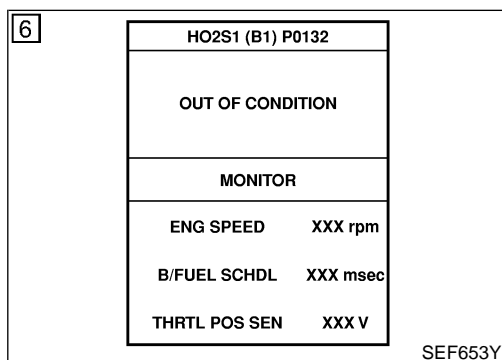 6
HO2S1 (B1) P0132
OUT OF CONDITION
MONITOR
ENG SPEED XXX rpm
B/FUEL SCHDL XXX msec
THRTL POS SEN XXX V
SEF653Y